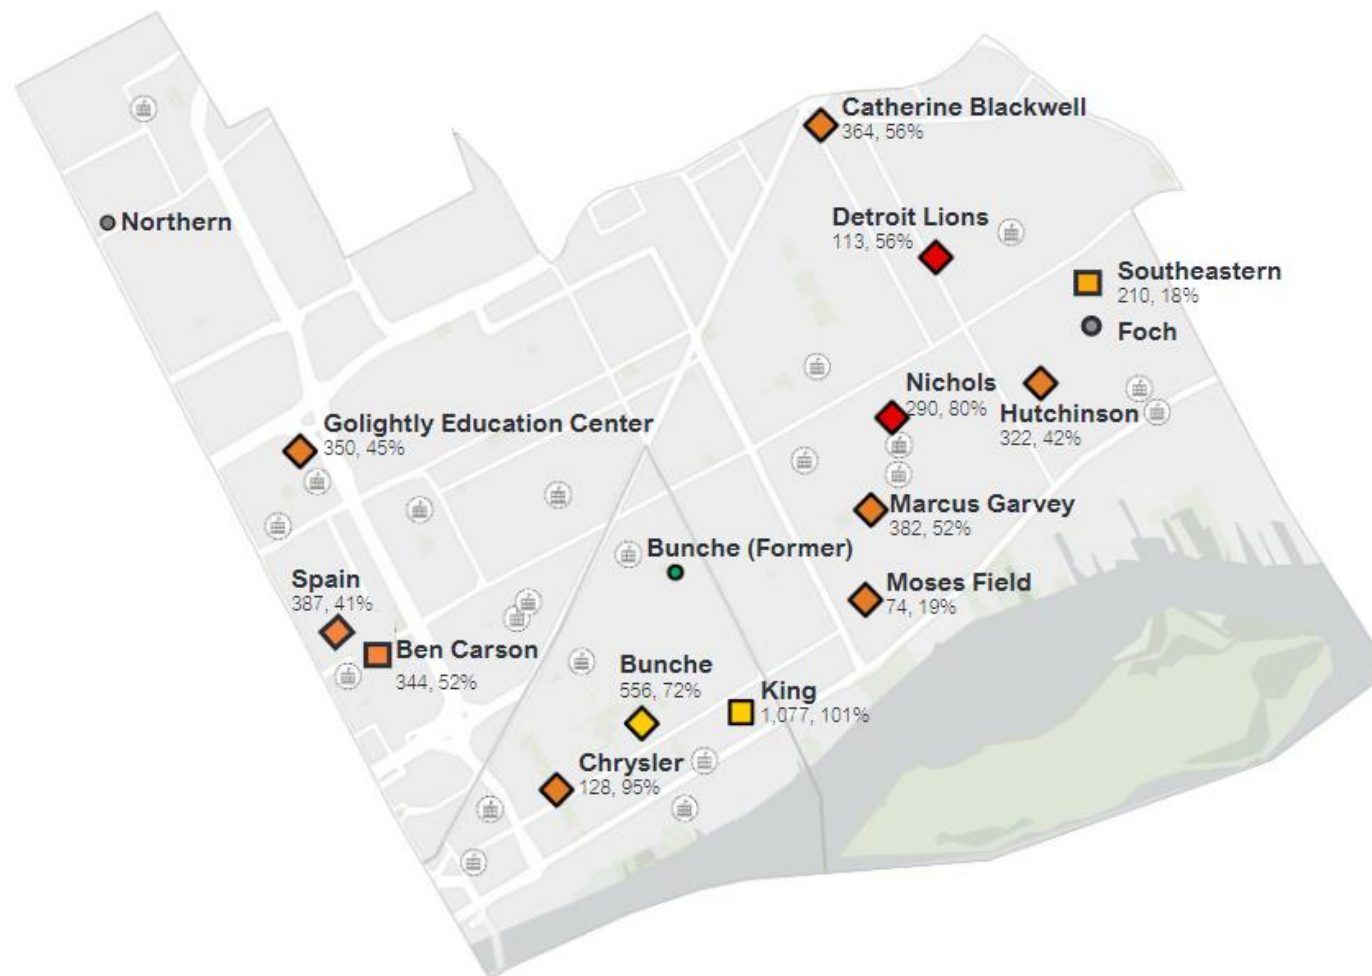 Catherine Blackwell
364, 56%
Detroit Lions
113, 56%
Northern
Southeastern
210, 18%
Foch
Nichols
290, 80%
Hutchinson
322, 42%
Golightly Education Center
350, 45%
Marcus Garvey
382, 52%
Bunche (Former)
Spain
387, 41%
Moses Field
74, 19%
Ben Carson
344, 52%
Bunche
556, 72%
King
1,077, 101%
Chrysler
128, 95%